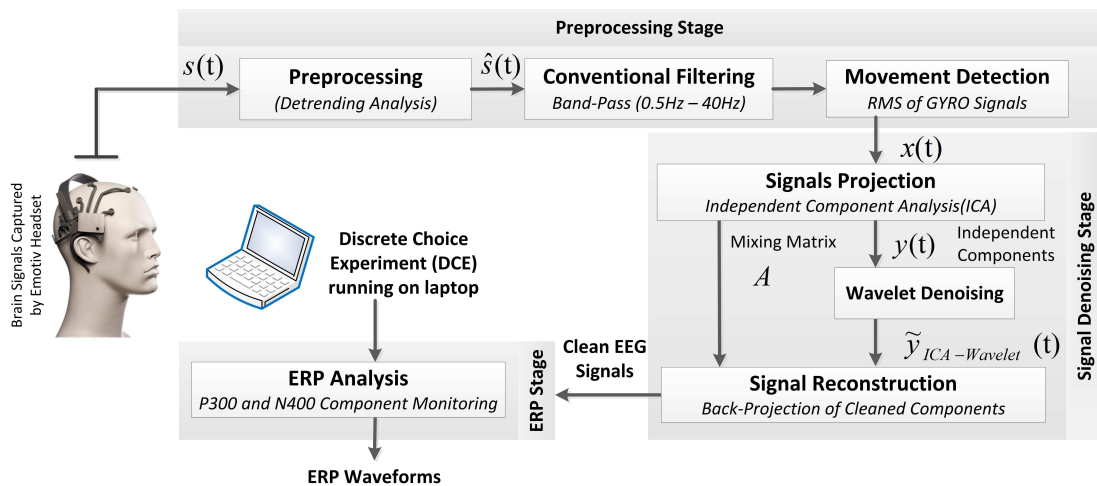 Preprocessing Stage
s(t)
Preprocessing
(Detrending Analysis)
ŝ(t)
Conventional Filtering
Band-Pass (0.5Hz – 40Hz)
Movement Detection
RMS of GYRO Signals
x(t)
Brain Signals Captured
by Emotiv Headset
Signals Projection
Independent Component Analysis(ICA)
Mixing Matrix
A
y(t)
Independent
Components
Wavelet Denoising
ỹ ICA−Wavelet (t)
Signal Reconstruction
Back-Projection of Cleaned Components
Signal Denoising Stage
Discrete Choice
Experiment (DCE)
running on laptop
Clean EEG
Signals
ERP Stage
ERP Analysis
P300 and N400 Component Monitoring
ERP Waveforms